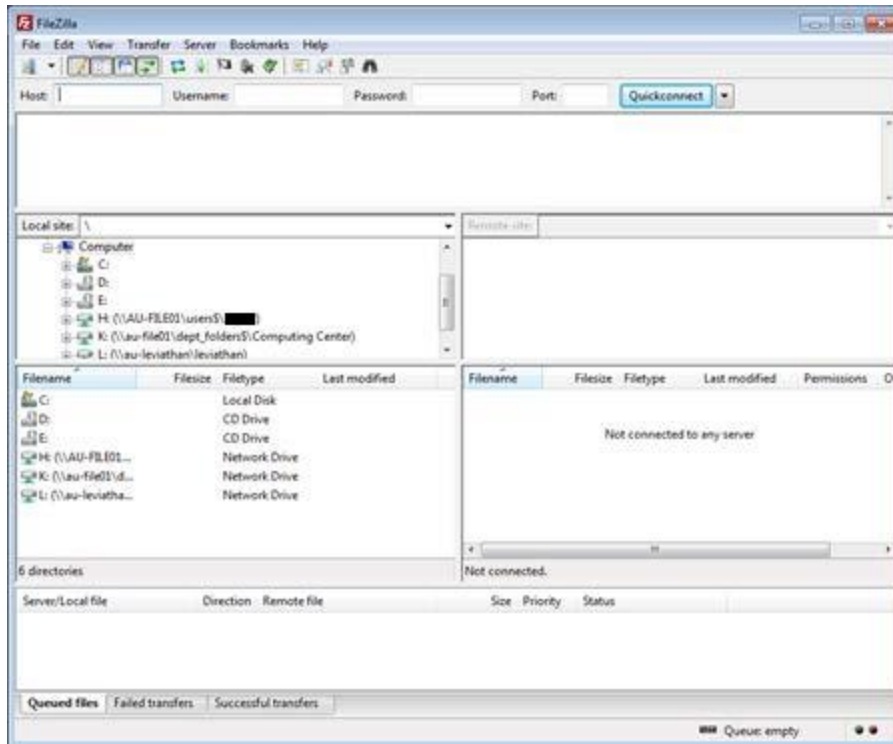 FileZilla
File Edit View Transfer Server Bookmarks Help
Host: Username: Password: Port: Quickconnect
Local site: \ Remote site:
Computer
C:
D:
E:
H: (\\AU-FILE01\users$\ )
K: (\\au-file01\dept_folders$\Computing Center)
L: (\\au-leviathan\leviathan)
Filename Filesize Filetype Last modified Filename Filesize Filetype Last modified Permissions O
C: Local Disk
D: CD Drive
E: CD Drive
H: (\\AU-FILE01... Network Drive
K: (\\au-file01\d... Network Drive
L: (\\au-leviatha... Network Drive
Not connected to any server
6 directories Not connected.
Server/Local file Direction Remote file Size Priority Status
Queued files Failed transfers Successful transfers
Queue: empty